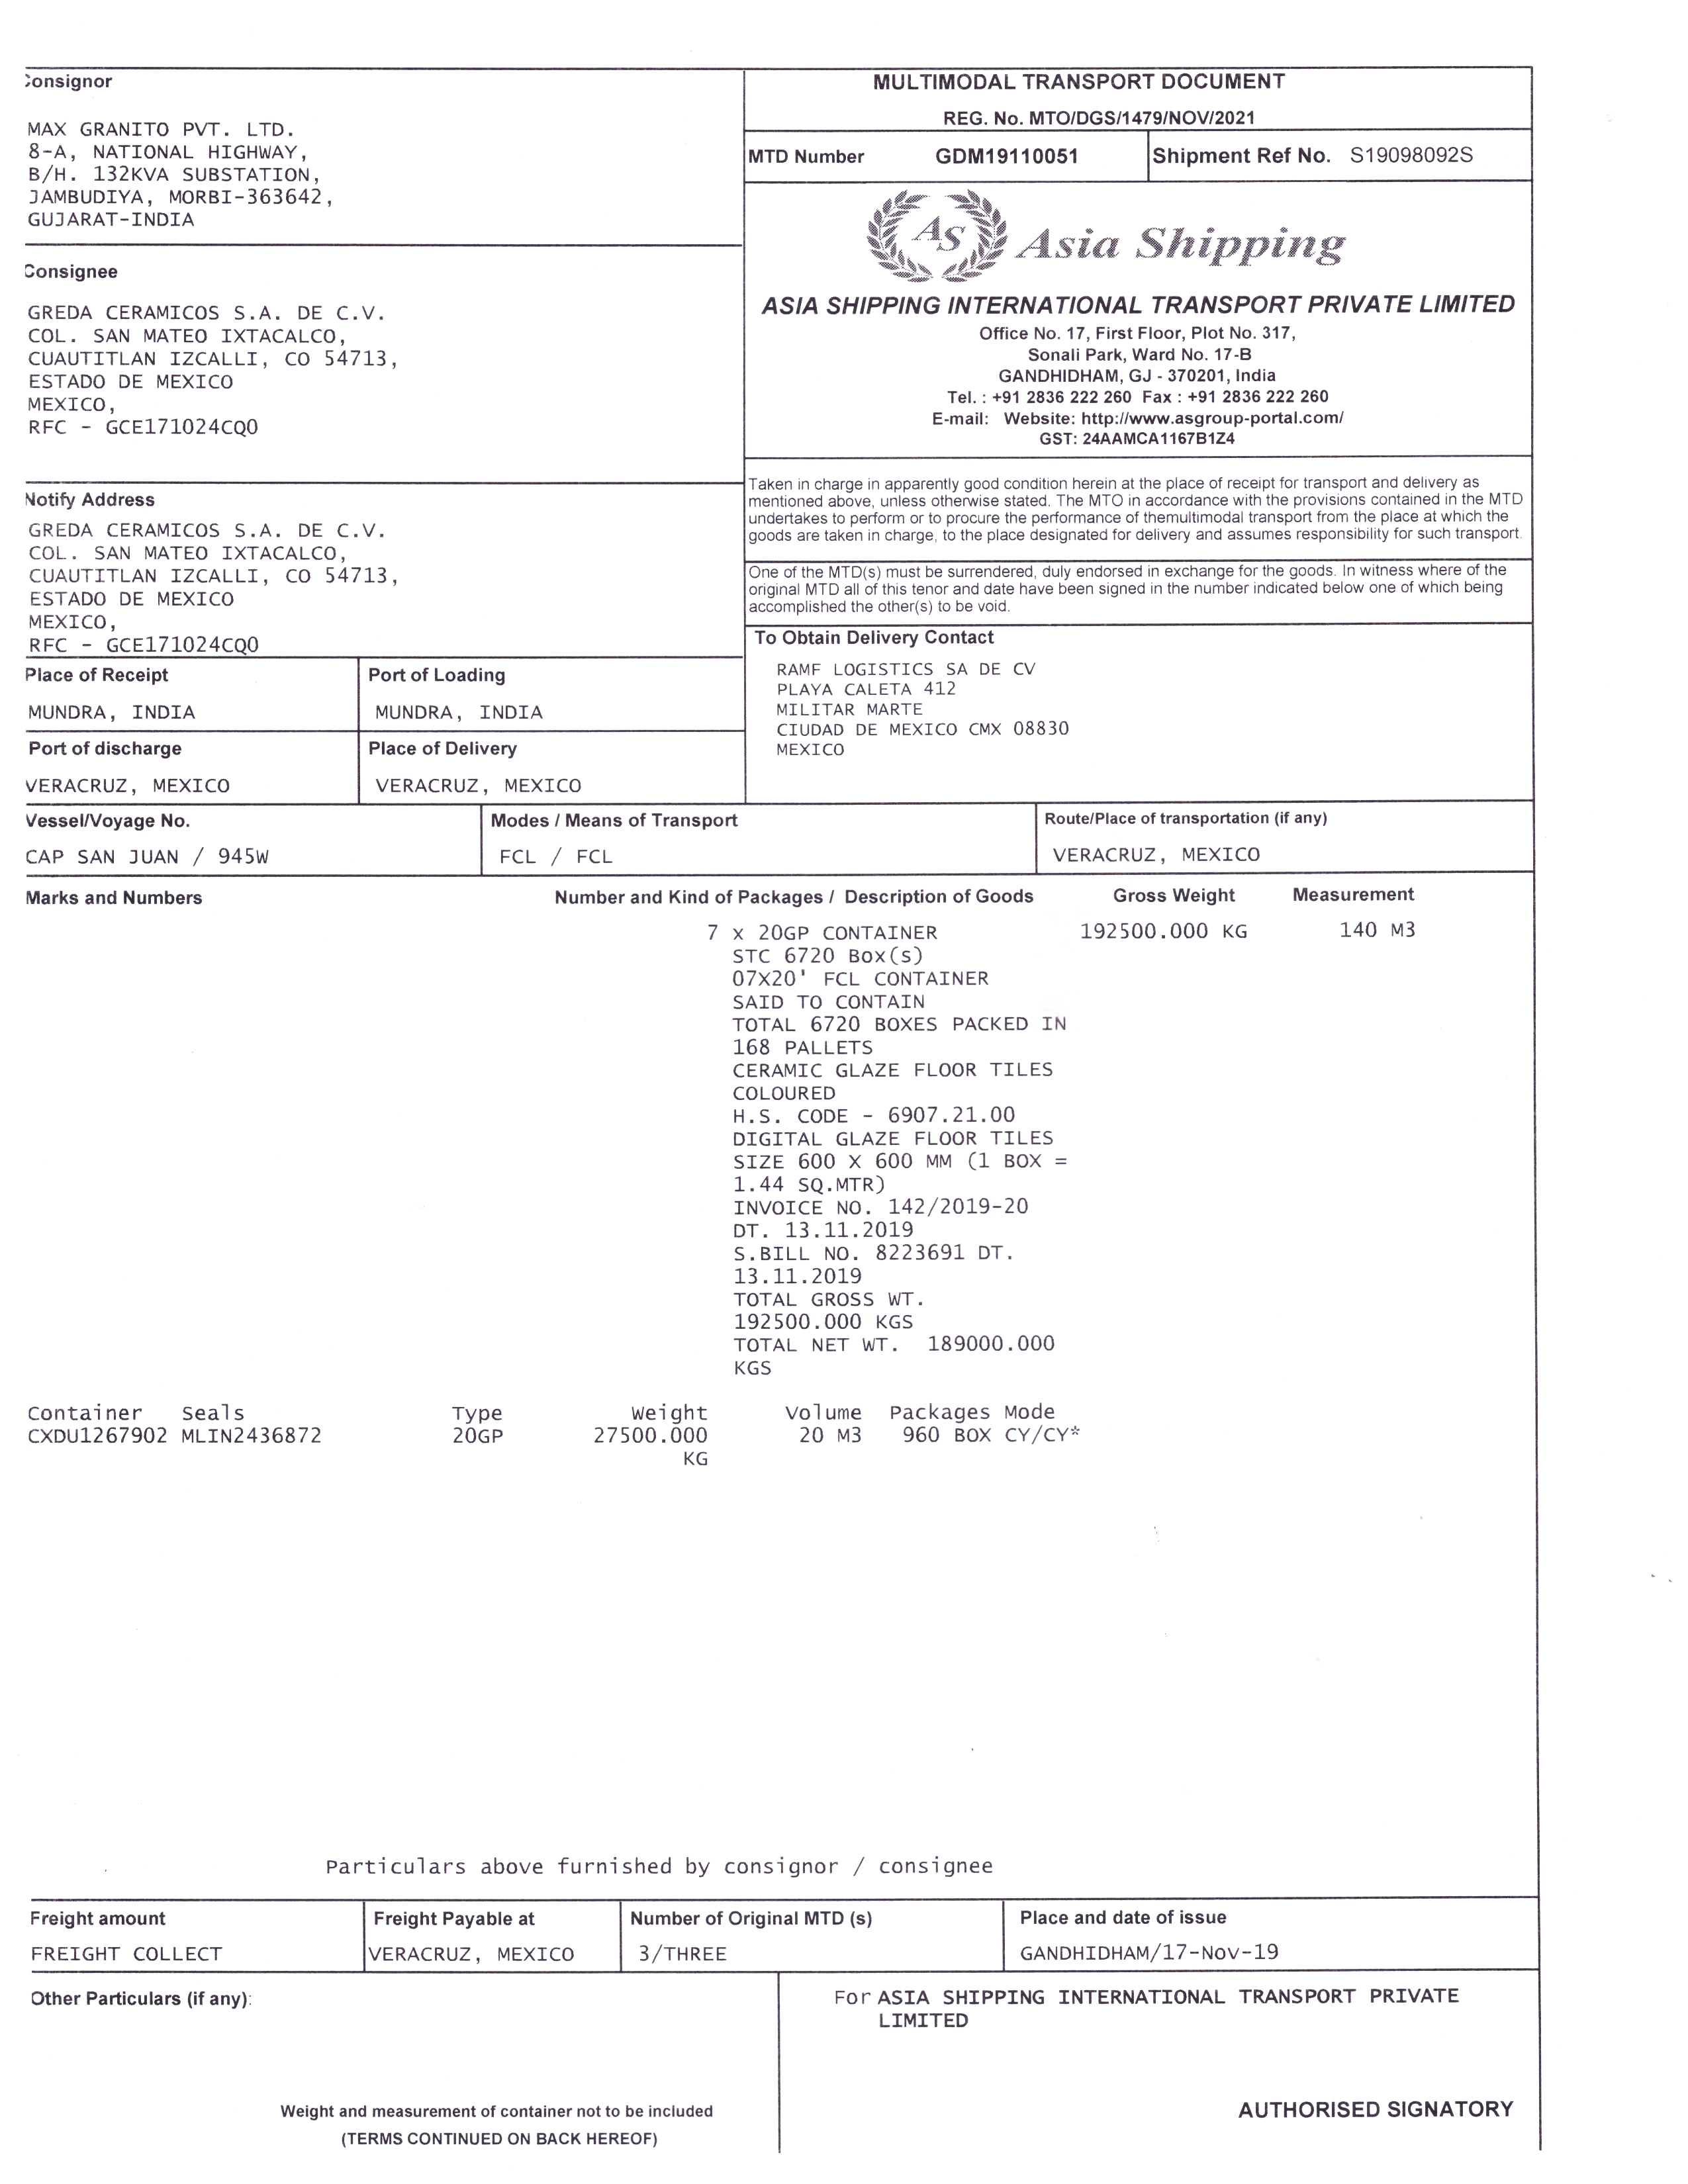 Consignor
MAX GRANITO PVT. LTD.
8-A, NATIONAL HIGHWAY,
B/H. 132KVA SUBSTATION,
JAMBUDIYA, MORBI-363642,
GUJARAT-INDIA
Consignee
GREDA CERAMICOS S.A. DE C.V.
COL. SAN MATEO IXTACALCO,
CUAUTITLAN IZCALLI, CO 54713,
ESTADO DE MEXICO
MEXICO,
RFC - GCE171024CQ0
Notify Address
GREDA CERAMICOS S.A. DE C.V.
COL. SAN MATEO IXTACALCO,
CUAUTITLAN IZCALLI, CO 54713,
ESTADO DE MEXICO
MEXICO,
RFC - GCE171024CQ0
MULTIMODAL TRANSPORT DOCUMENT
REG. No. MTO/DGS/1479/NOV/2021
MTD Number GDM19110051 Shipment Ref No. S19098092S
AS Asia Shipping
ASIA SHIPPING INTERNATIONAL TRANSPORT PRIVATE LIMITED
Office No. 17, First Floor, Plot No. 317,
Sonali Park, Ward No. 17-B
GANDHIDHAM, GJ - 370201, India
Tel. : +91 2836 222 260 Fax : +91 2836 222 260
E-mail: Website: http://www.asgroup-portal.com/
GST: 24AAMCA1167B1Z4
Taken in charge in apparently good condition herein at the place of receipt for transport and delivery as
mentioned above, unless otherwise stated. The MTO in accordance with the provisions contained in the MTD
undertakes to perform or to procure the performance of themultimodal transport from the place at which the
goods are taken in charge, to the place designated for delivery and assumes responsibility for such transport.
One of the MTD(s) must be surrendered, duly endorsed in exchange for the goods. In witness where of the
original MTD all of this tenor and date have been signed in the number indicated below one of which being
accomplished the other(s) to be void.
To Obtain Delivery Contact
RAMF LOGISTICS SA DE CV
PLAYA CALETA 412
MILITAR MARTE
CIUDAD DE MEXICO CMX 08830
MEXICO
Place of Receipt Port of Loading
MUNDRA, INDIA MUNDRA, INDIA
Port of discharge Place of Delivery
VERACRUZ, MEXICO VERACRUZ, MEXICO
Vessel/Voyage No. Modes / Means of Transport Route/Place of transportation (if any)
CAP SAN JUAN / 945W FCL / FCL VERACRUZ, MEXICO
Marks and Numbers Number and Kind of Packages / Description of Goods Gross Weight Measurement
7 x 20GP CONTAINER 192500.000 KG 140 M3
STC 6720 Box(s)
07X20' FCL CONTAINER
SAID TO CONTAIN
TOTAL 6720 BOXES PACKED IN
168 PALLETS
CERAMIC GLAZE FLOOR TILES
COLOURED
H.S. CODE - 6907.21.00
DIGITAL GLAZE FLOOR TILES
SIZE 600 X 600 MM (1 BOX =
1.44 SQ.MTR)
INVOICE NO. 142/2019-20
DT. 13.11.2019
S.BILL NO. 8223691 DT.
13.11.2019
TOTAL GROSS WT.
192500.000 KGS
TOTAL NET WT. 189000.000
KGS
Container Seals Type Weight Volume Packages Mode
CXDU1267902 MLIN2436872 20GP 27500.000 20 M3 960 BOX CY/CY*
KG
Particulars above furnished by consignor / consignee
Freight amount Freight Payable at Number of Original MTD (s) Place and date of issue
FREIGHT COLLECT VERACRUZ, MEXICO 3/THREE GANDHIDHAM/17-Nov-19
Other Particulars (if any):
For ASIA SHIPPING INTERNATIONAL TRANSPORT PRIVATE
LIMITED
Weight and measurement of container not to be included
(TERMS CONTINUED ON BACK HEREOF)
AUTHORISED SIGNATORY